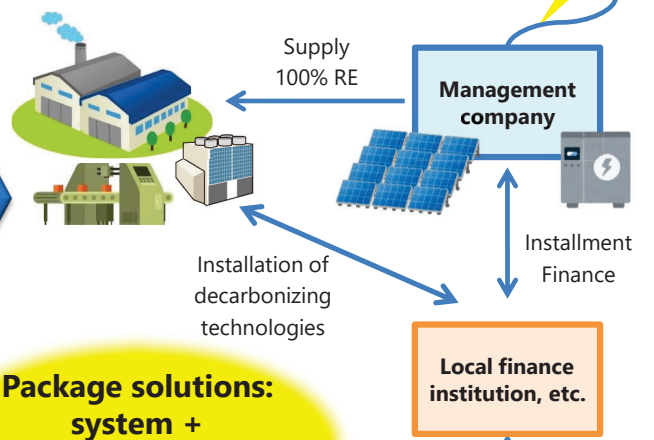 Supply
100% RE
Management
company
Installation of
decarbonizing
technologies
Installment
Finance
Local finance
institution, etc.
Package solutions:
system +